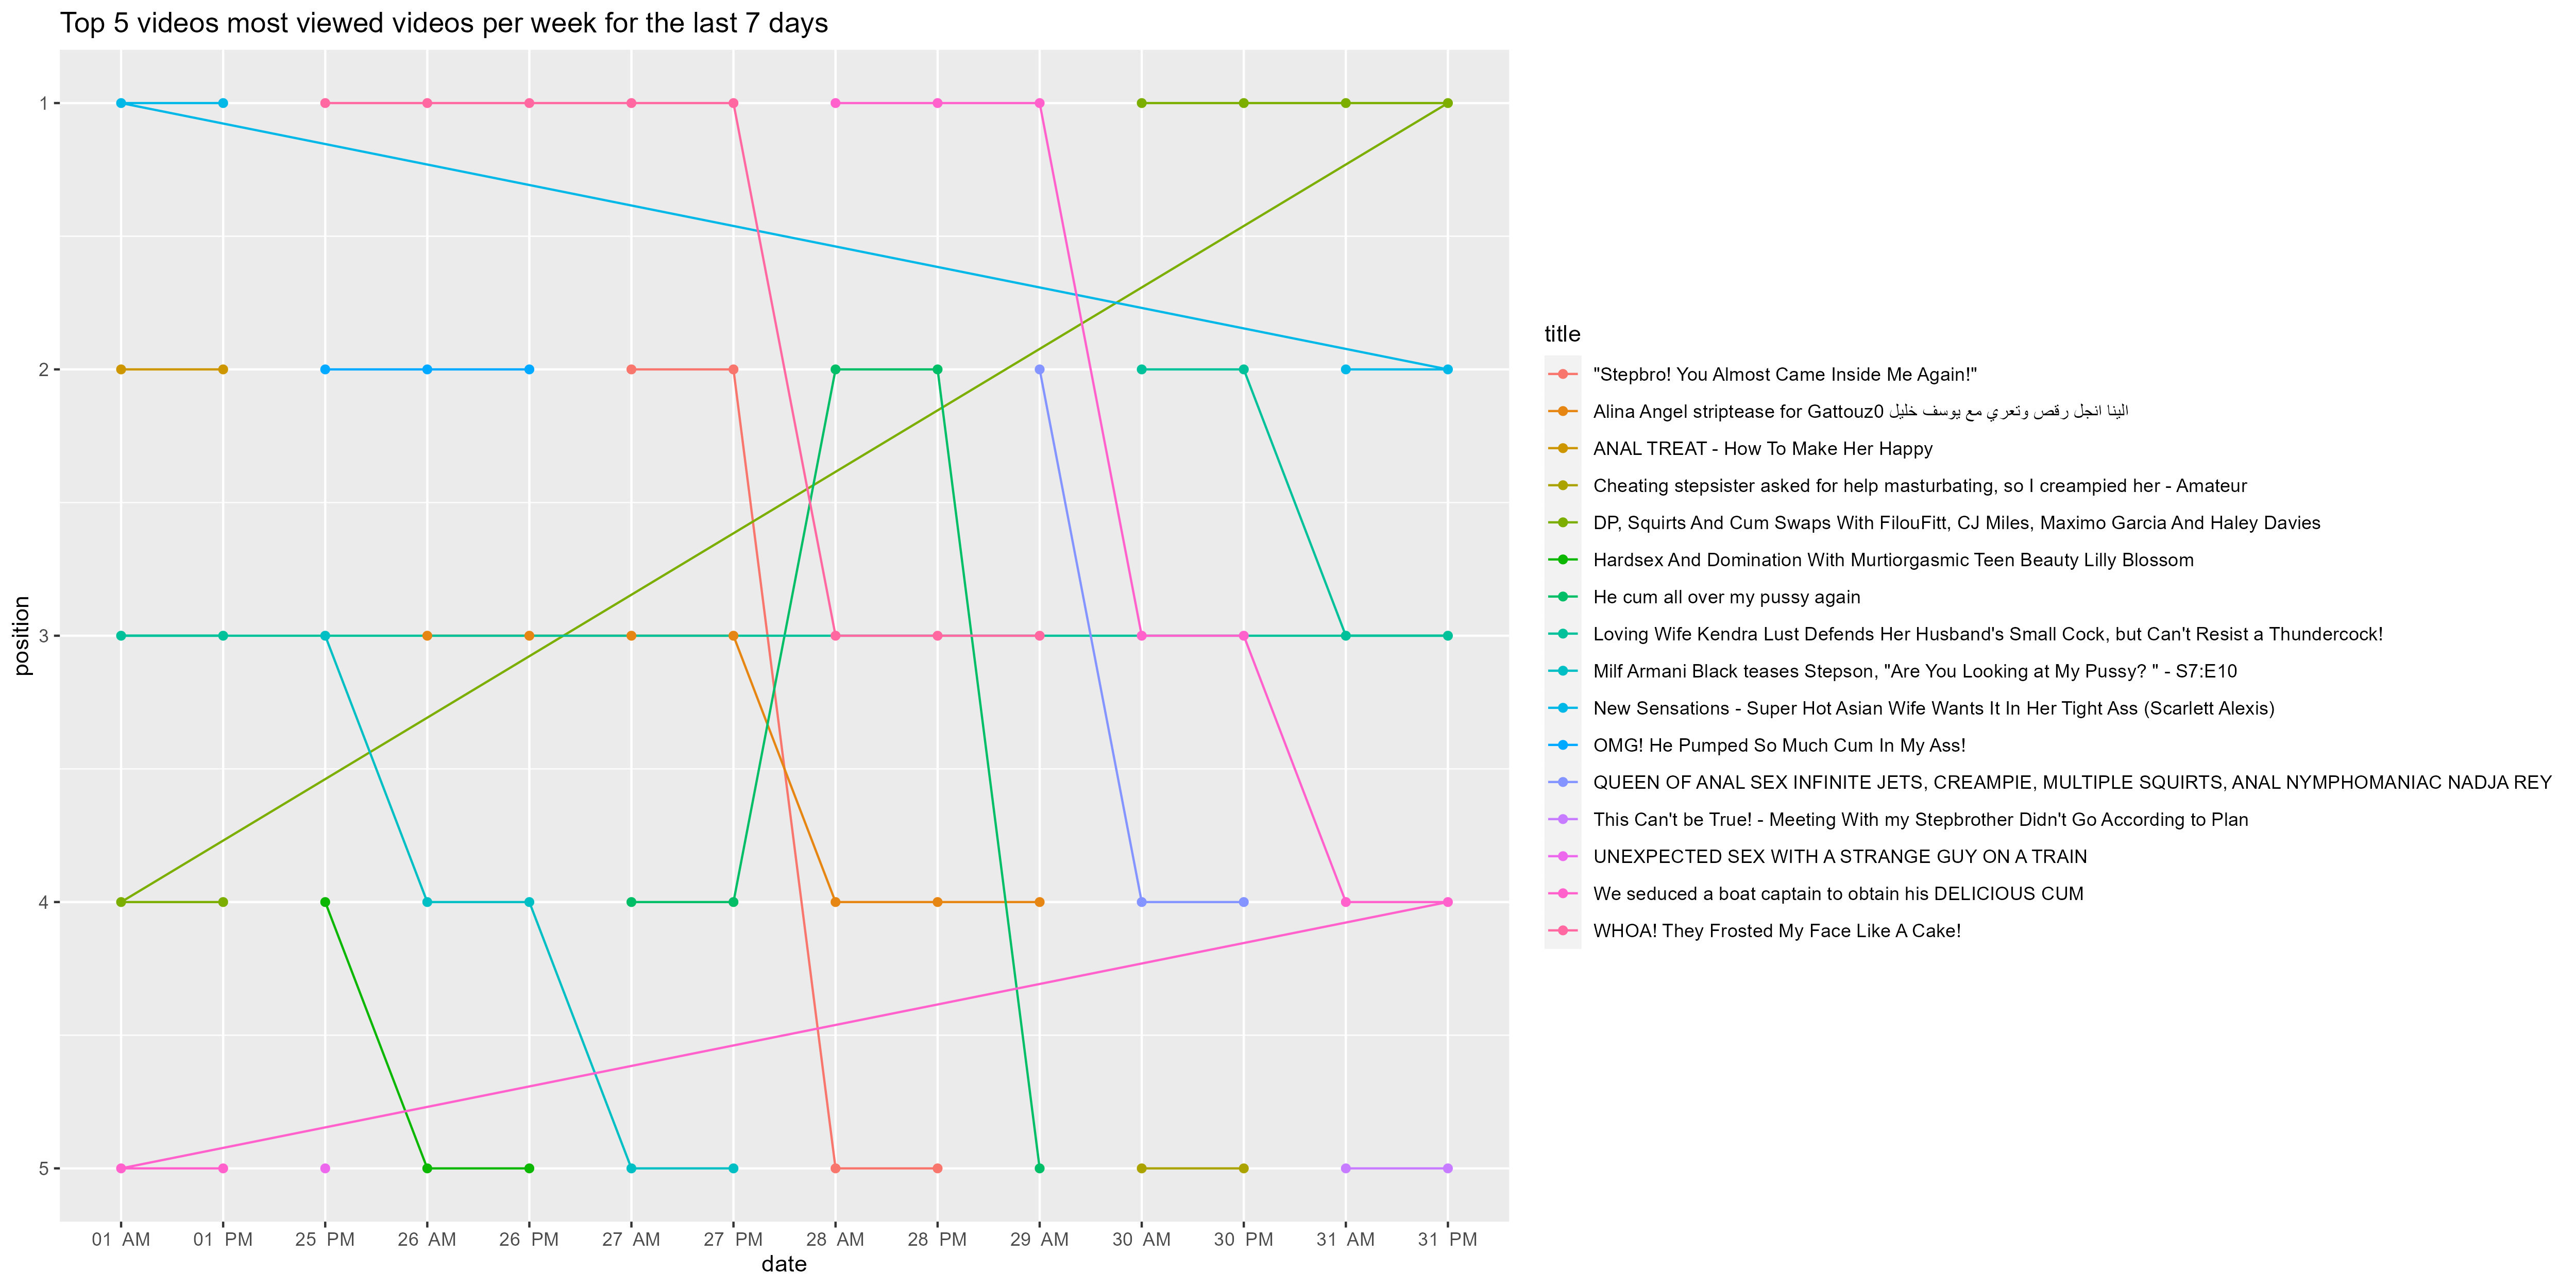 Top 5 videos most viewed videos per week for the last 7 days
position
1
2
3
4
5
01 AM
01 PM
25 PM
26 AM
26 PM
27 AM
27 PM
28 AM
28 PM
29 AM
30 AM
30 PM
31 AM
31 PM
date
title
"Stepbro! You Almost Came Inside Me Again!"
Alina Angel striptease for Gattouz0 الينا انجل رقص وتعري مع يوسف خليل
ANAL TREAT - How To Make Her Happy
Cheating stepsister asked for help masturbating, so I creampied her - Amateur
DP, Squirts And Cum Swaps With FilouFitt, CJ Miles, Maximo Garcia And Haley Davies
Hardsex And Domination With Murtiorgasmic Teen Beauty Lilly Blossom
He cum all over my pussy again
Loving Wife Kendra Lust Defends Her Husband's Small Cock, but Can't Resist a Thundercock!
Milf Armani Black teases Stepson, "Are You Looking at My Pussy? " - S7:E10
New Sensations - Super Hot Asian Wife Wants It In Her Tight Ass (Scarlett Alexis)
OMG! He Pumped So Much Cum In My Ass!
QUEEN OF ANAL SEX INFINITE JETS, CREAMPIE, MULTIPLE SQUIRTS, ANAL NYMPHOMANIAC NADJA REY
This Can't be True! - Meeting With my Stepbrother Didn't Go According to Plan
UNEXPECTED SEX WITH A STRANGE GUY ON A TRAIN
We seduced a boat captain to obtain his DELICIOUS CUM
WHOA! They Frosted My Face Like A Cake!